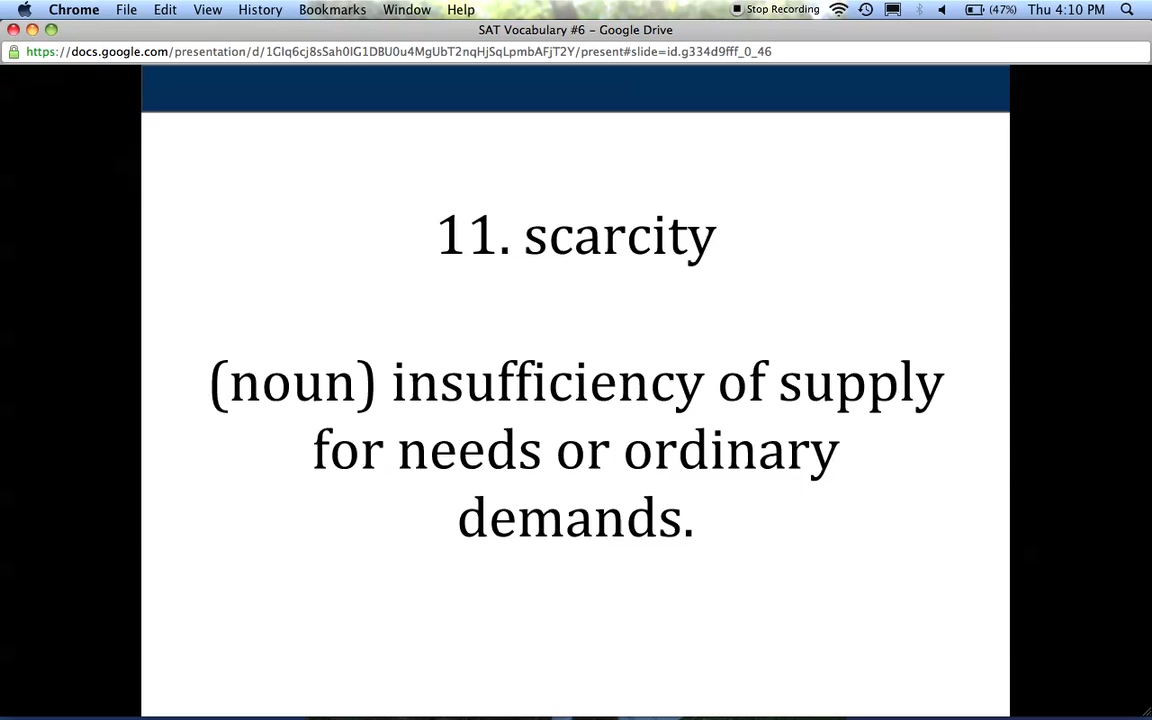 Chrome File Edit View History Bookmarks Window Help Stop Recording (47%) Thu 4:10 PM
SAT Vocabulary #6 – Google Drive
https://docs.google.com/presentation/d/1GIq6cj8sSah0IG1DBU0u4MgUbT2nqHjSqLpmbAFjT2Y/present#slide=id.g334d9fff_0_46
11. scarcity
(noun) insufficiency of supply
for needs or ordinary
demands.